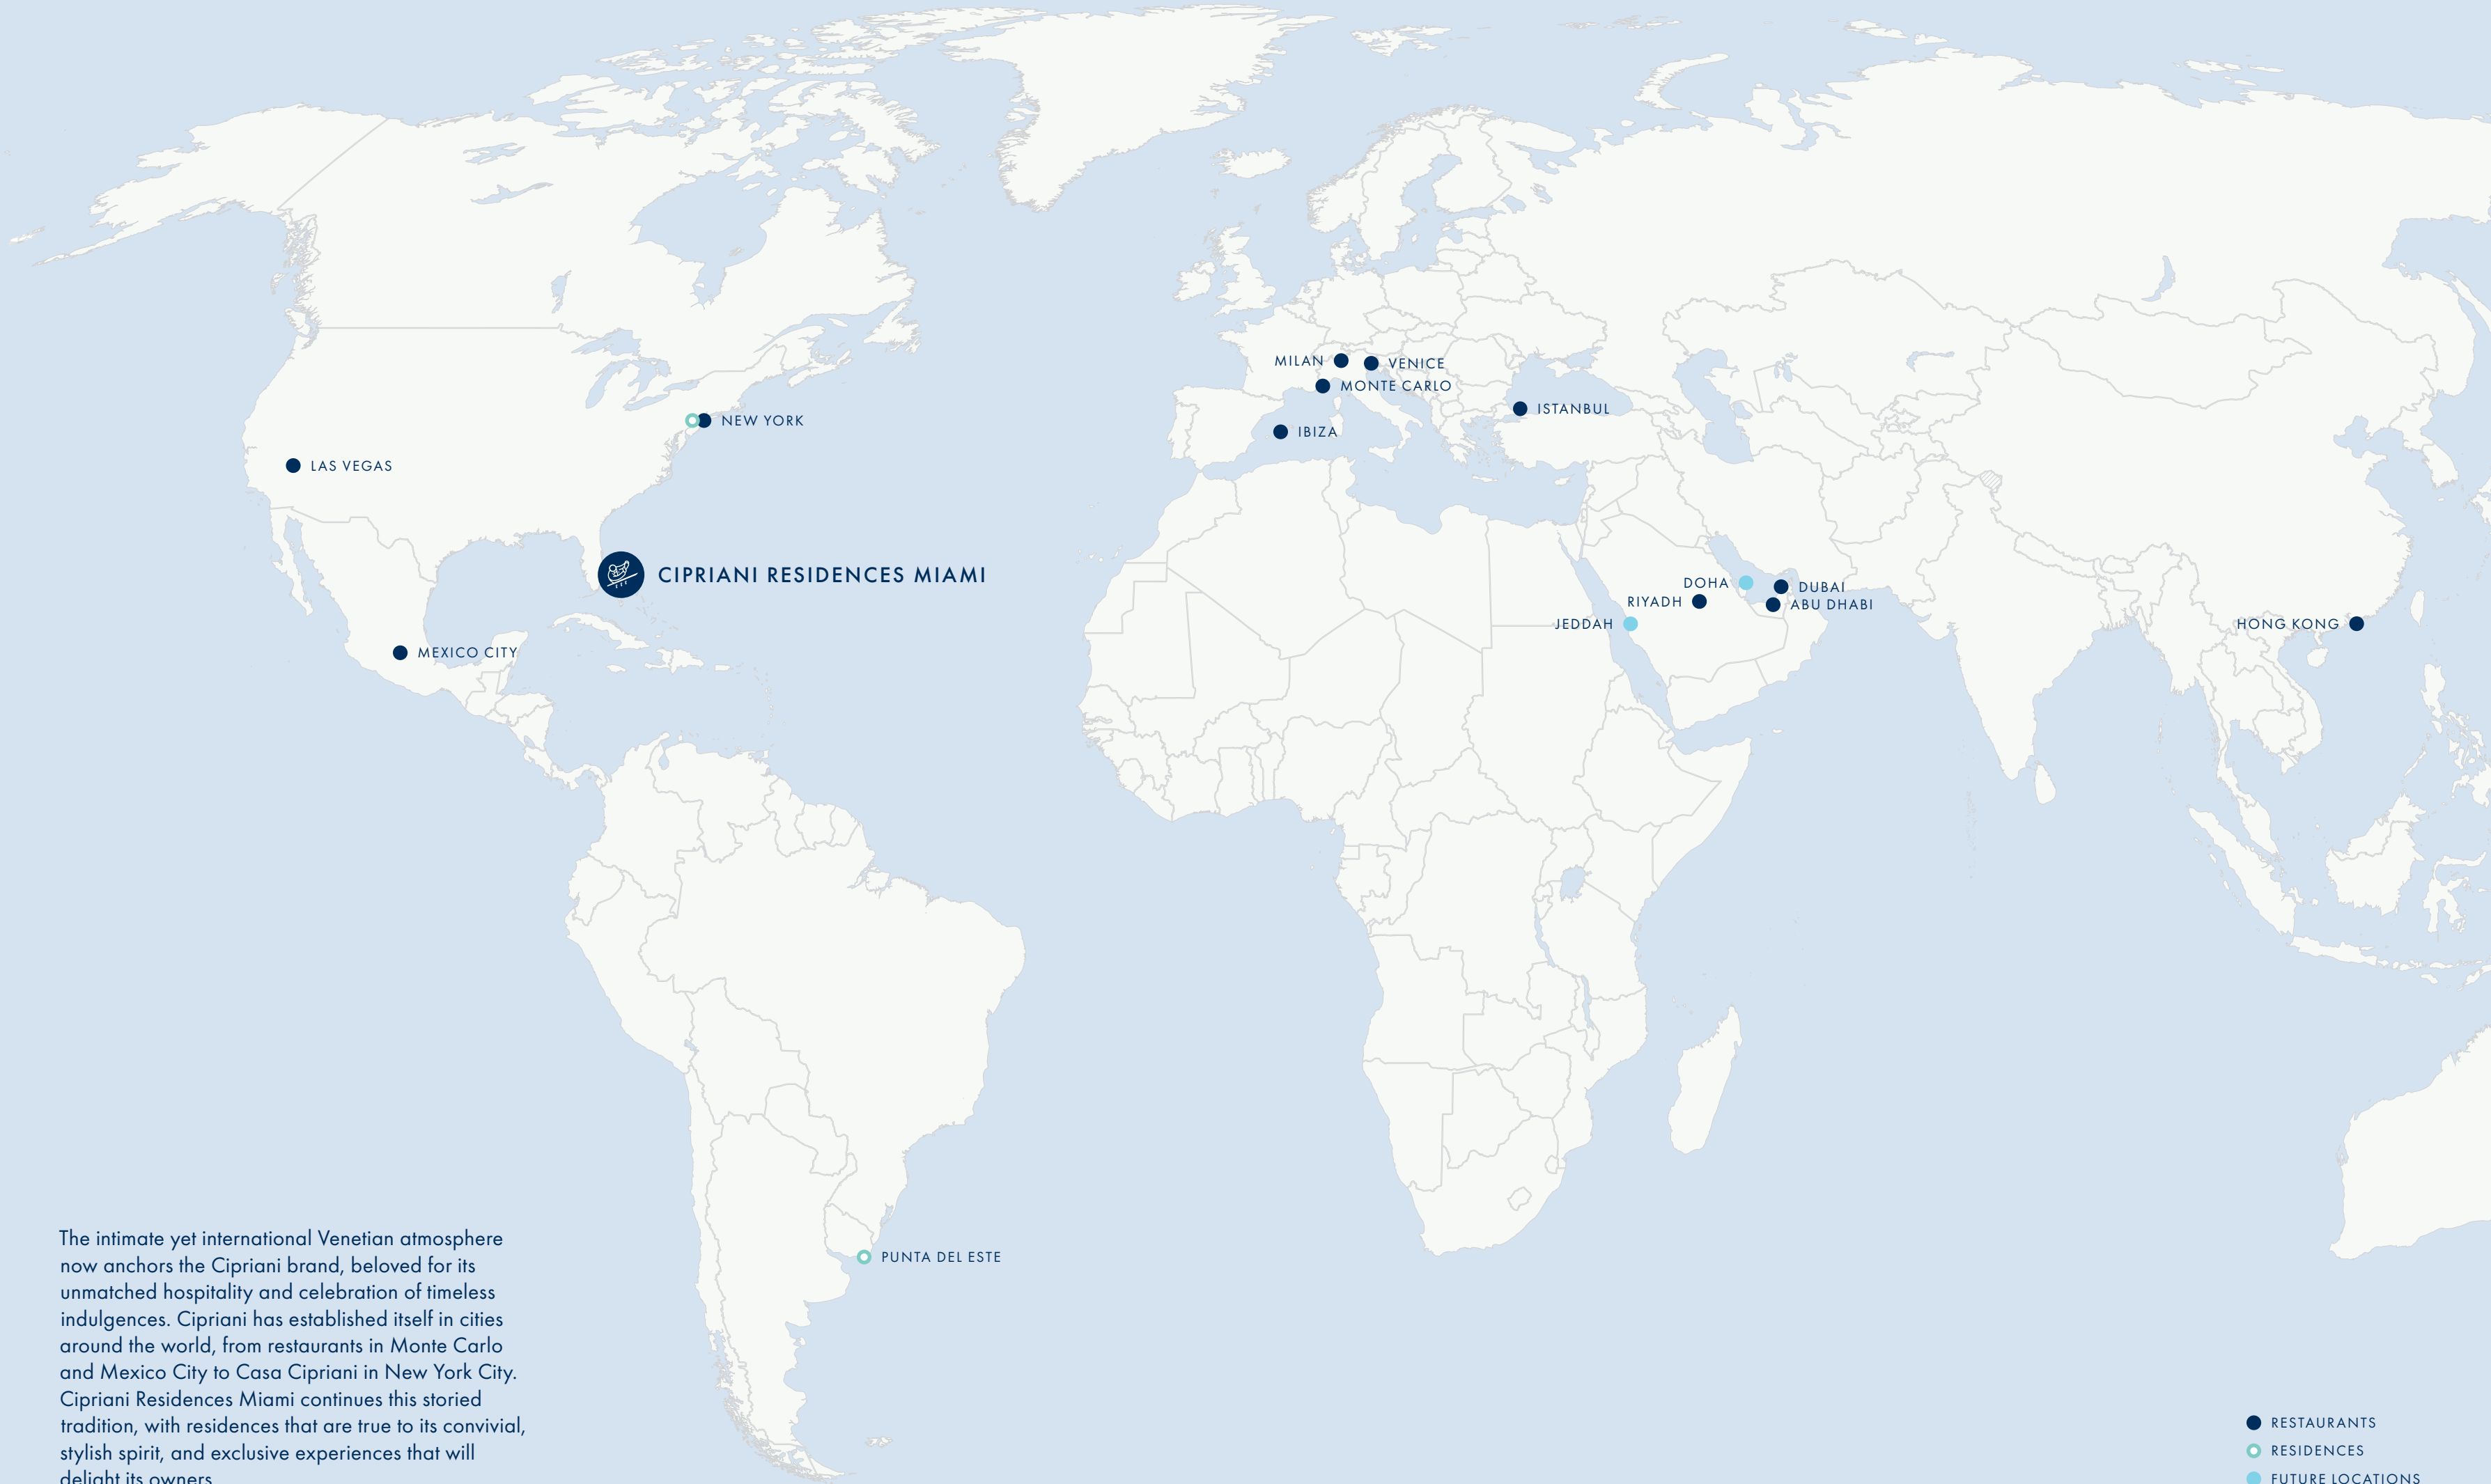 MILAN
VENICE
MONTE CARLO
ISTANBUL
NEW YORK
IBIZA
LAS VEGAS
CIPRIANI RESIDENCES MIAMI
DOHA
DUBAI
RIYADH
ABU DHABI
JEDDAH
HONG KONG
MEXICO CITY
PUNTA DEL ESTE
The intimate yet international Venetian atmosphere
now anchors the Cipriani brand, beloved for its
unmatched hospitality and celebration of timeless
indulgences. Cipriani has established itself in cities
around the world, from restaurants in Monte Carlo
and Mexico City to Casa Cipriani in New York City.
Cipriani Residences Miami continues this storied
tradition, with residences that are true to its convivial,
stylish spirit, and exclusive experiences that will
delight its owners.
RESTAURANTS
RESIDENCES
FUTURE LOCATIONS